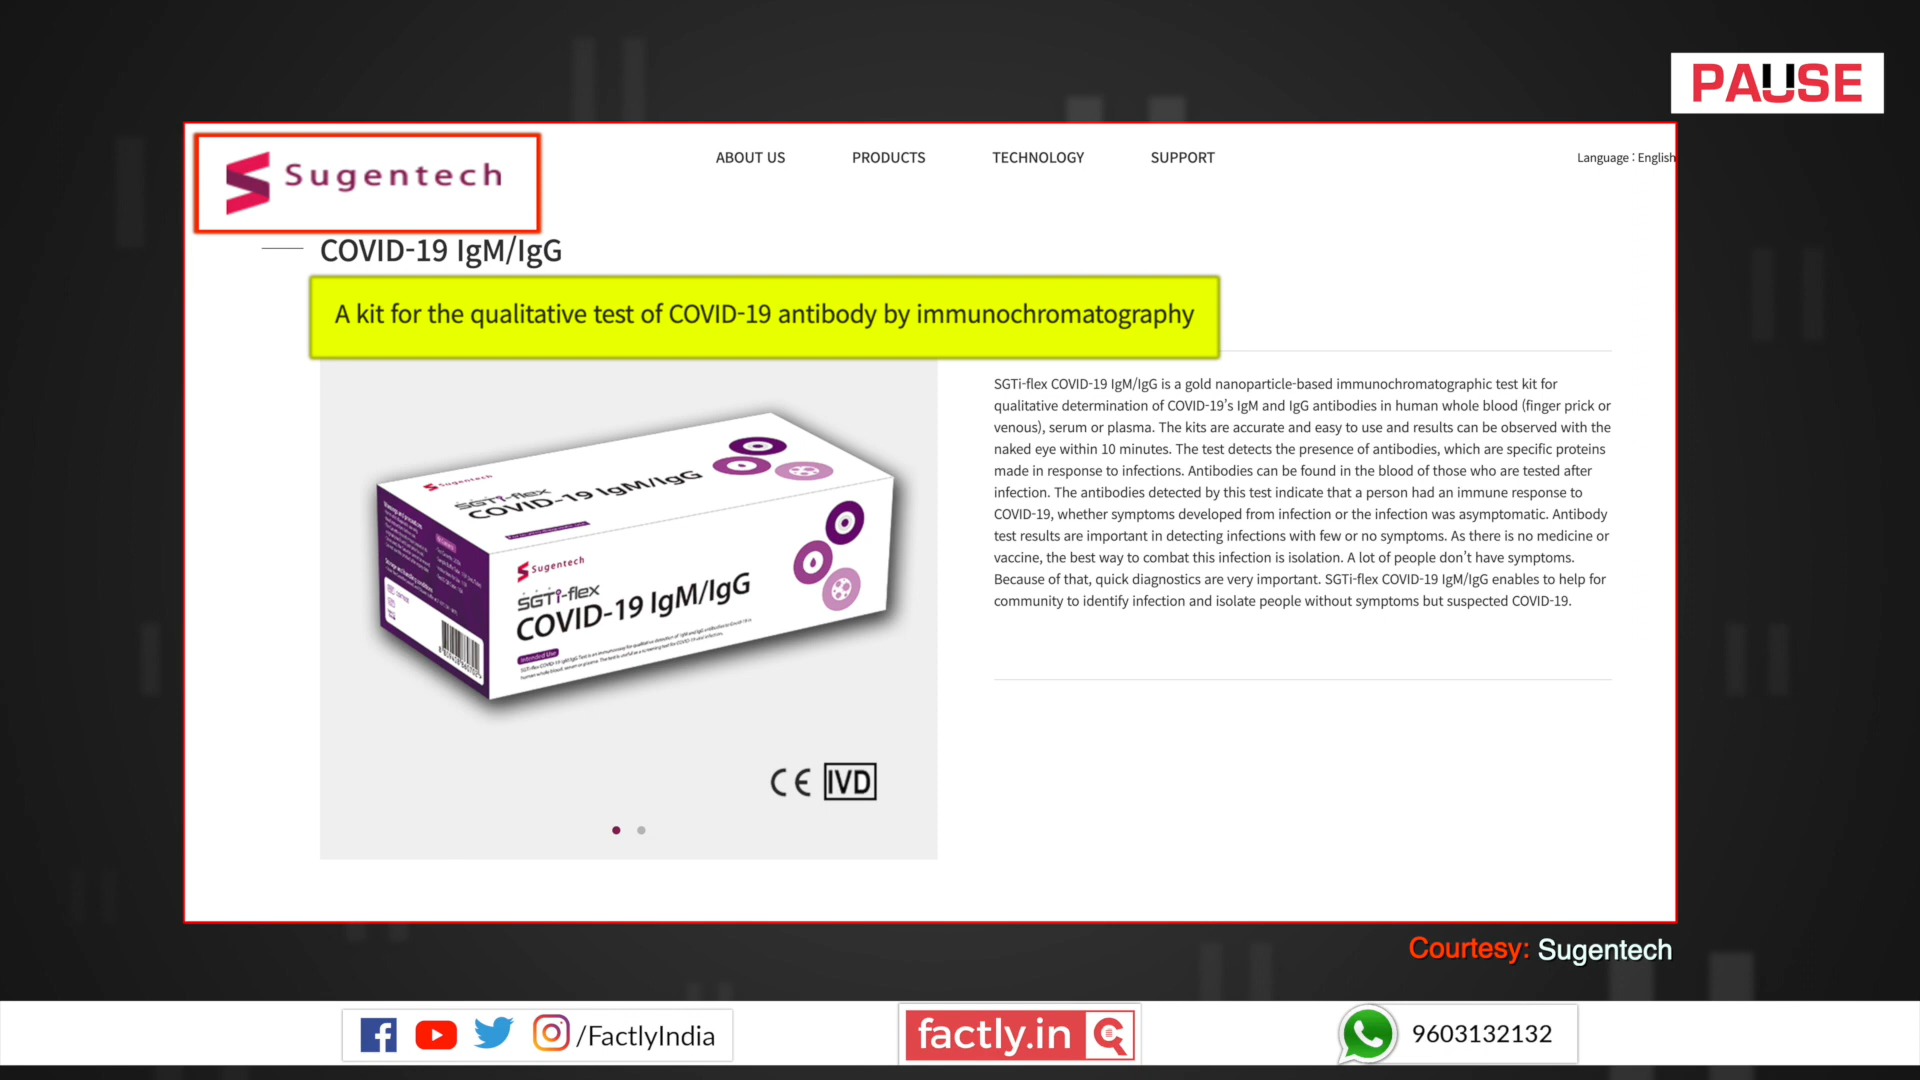 PAUSE
Sugentech
ABOUT US
PRODUCTS
TECHNOLOGY
SUPPORT
Language : English
COVID-19 IgM/IgG
A kit for the qualitative test of COVID-19 antibody by immunochromatography
SGTi-flex COVID-19 IgM/IgG is a gold nanoparticle-based immunochromatographic test kit for
qualitative determination of COVID-19's IgM and IgG antibodies in human whole blood (finger prick or
venous), serum or plasma. The kits are accurate and easy to use and results can be observed with the
naked eye within 10 minutes. The test detects the presence of antibodies, which are specific proteins
made in response to infections. Antibodies can be found in the blood of those who are tested after
infection. The antibodies detected by this test indicate that a person had an immune response to
COVID-19, whether symptoms developed from infection or the infection was asymptomatic. Antibody
test results are important in detecting infections with few or no symptoms. As there is no medicine or
vaccine, the best way to combat this infection is isolation. A lot of people don't have symptoms.
Because of that, quick diagnostics are very important. SGTi-flex COVID-19 IgM/IgG enables to help for
community to identify infection and isolate people without symptoms but suspected COVID-19.
Sugentech
SGTi-flex
COVID-19 IgM/IgG
Sugentech
SGTi-flex
COVID-19 IgM/IgG
Intended Use
CE IVD
Courtesy: Sugentech
/FactlyIndia
factly.in
9603132132